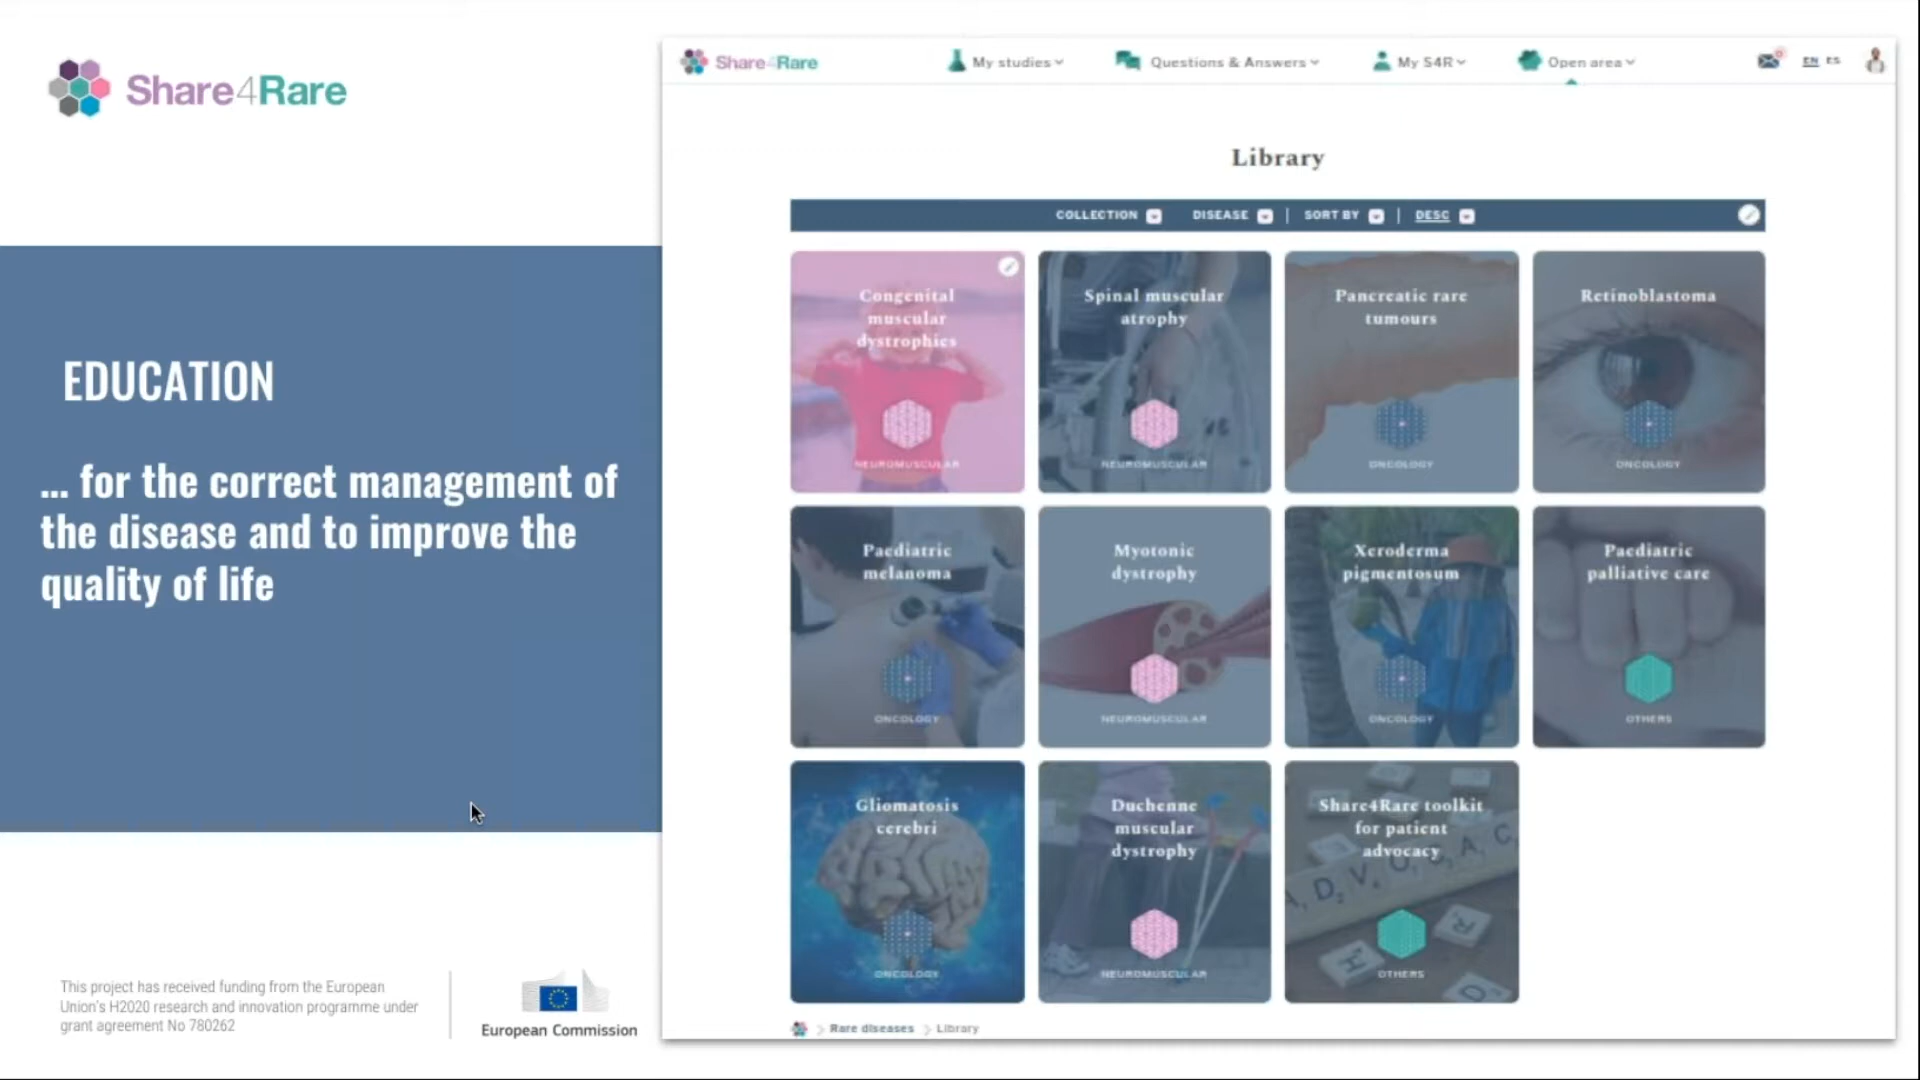 Share4Rare
EDUCATION
... for the correct management of
the disease and to improve the
quality of life
This project has received funding from the European
Union's H2020 research and innovation programme under
grant agreement No 780262
European Commission
Share4Rare
My studies
Questions & Answers
My S4R
Open area
EN ES
Library
COLLECTION
DISEASE
SORT BY
DESC
Congenital
muscular
dystrophies
NEUROMUSCULAR
Spinal muscular
atrophy
NEUROMUSCULAR
Pancreatic rare
tumours
ONCOLOGY
Retinoblastoma
ONCOLOGY
Paediatric
melanoma
ONCOLOGY
Myotonic
dystrophy
NEUROMUSCULAR
Xeroderma
pigmentosum
ONCOLOGY
Paediatric
palliative care
OTHERS
Gliomatosis
cerebri
ONCOLOGY
Duchenne
muscular
dystrophy
NEUROMUSCULAR
Share4Rare toolkit
for patient
advocacy
OTHERS
Rare diseases
Library